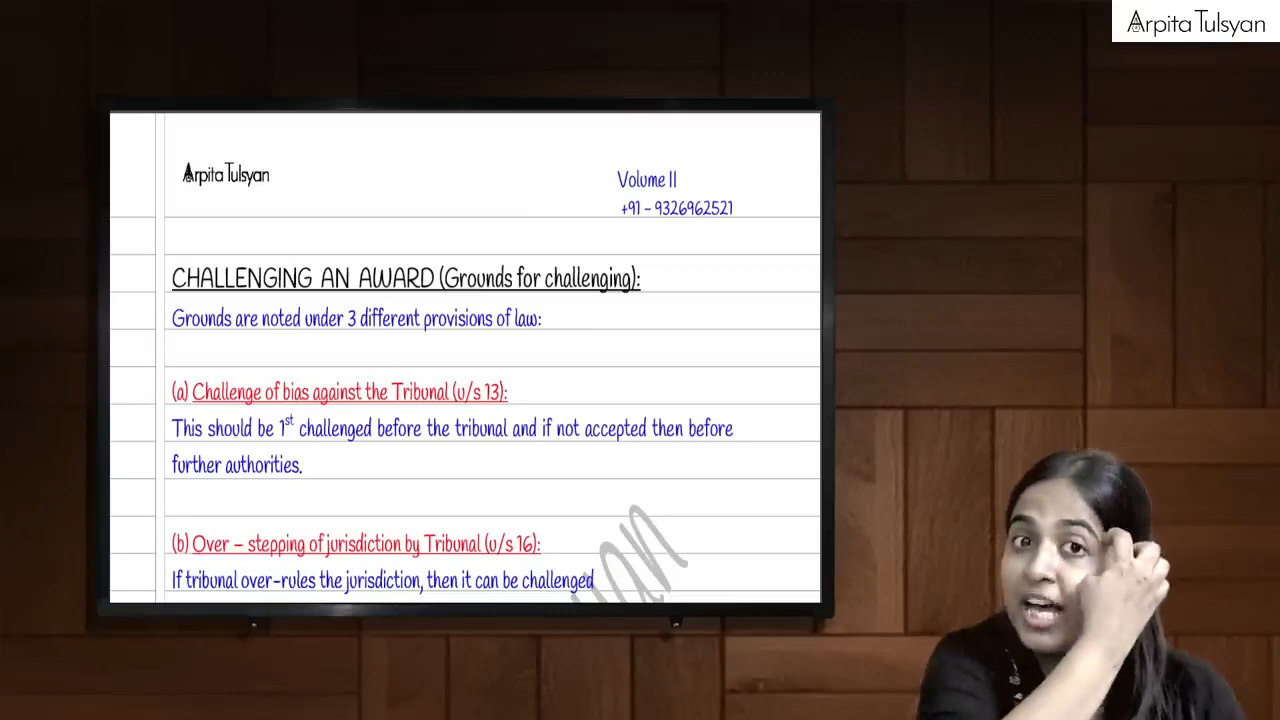 Arpita Tulsyan
Arpita Tulsyan
Volume II
+91 - 9326962521
CHALLENGING AN AWARD (Grounds for challenging):
Grounds are noted under 3 different provisions of law:
(a) Challenge of bias against the Tribunal (u/s 13):
This should be 1st challenged before the tribunal and if not accepted then before
further authorities.
(b) Over – stepping of jurisdiction by Tribunal (u/s 16):
If tribunal over-rules the jurisdiction, then it can be challenged